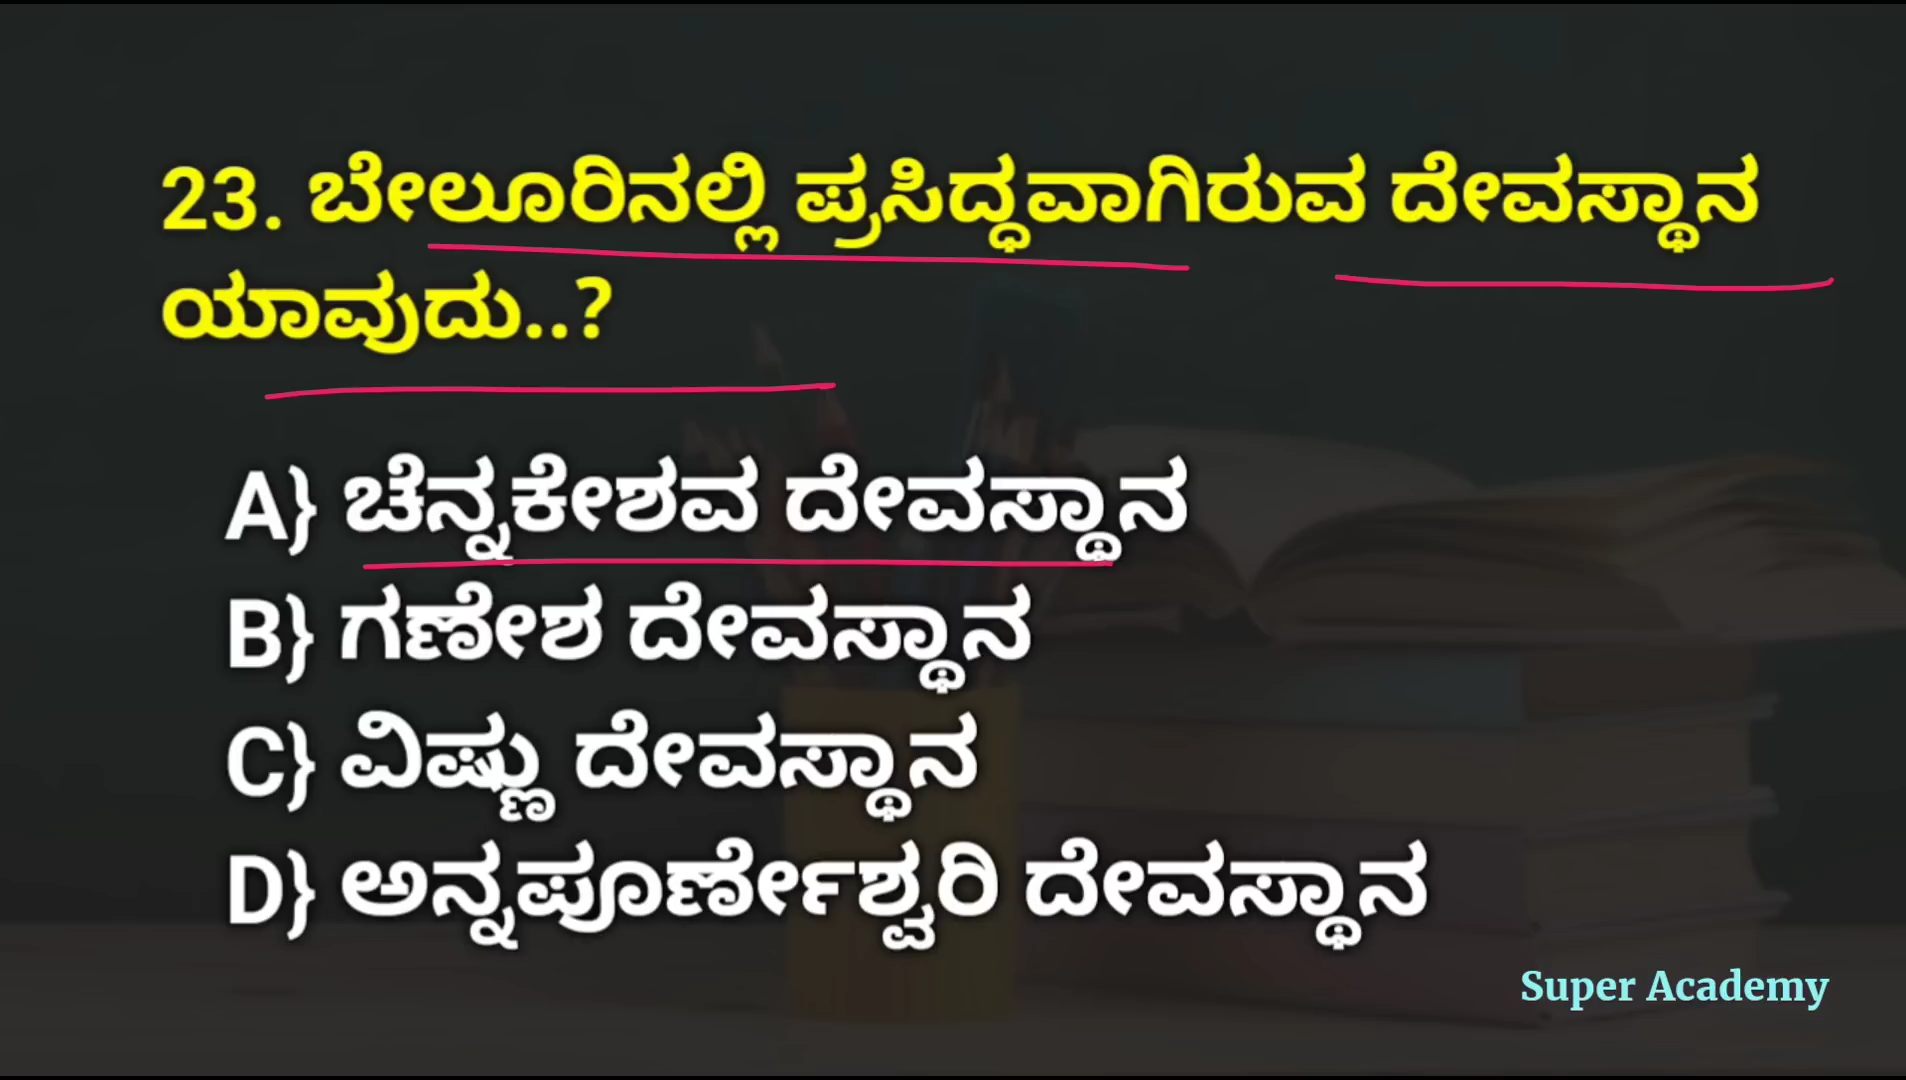 23. ಬೇಲೂರಿನಲ್ಲಿ ಪ್ರಸಿದ್ಧವಾಗಿರುವ ದೇವಸ್ಥಾನ
ಯಾವುದು..?
A} ಚೆನ್ನಕೇಶವ ದೇವಸ್ಥಾನ
B} ಗಣೇಶ ದೇವಸ್ಥಾನ
C} ವಿಷ್ಣು ದೇವಸ್ಥಾನ
D} ಅನ್ನಪೂರ್ಣೇಶ್ವರಿ ದೇವಸ್ಥಾನ
Super Academy